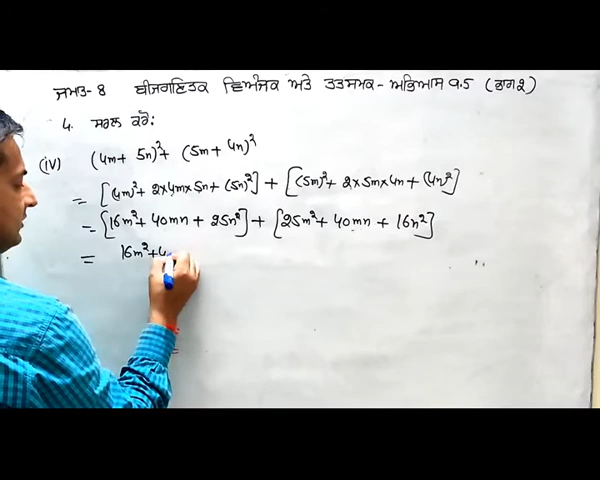 ਜਮਾਤ- 8 ਬੀਜਗਣਿਤਕ ਵਿਅੰਜਕ ਅਤੇ ਤਤਸਮਕ - ਅਭਿਆਸ 9.5 (ਭਾਗ 2)
4. ਸਰਲ ਕਰੋ:
(iv) (4m + 5n)² + (5m + 4n)²
= [(4m)² + 2×4m×5n + (5n)²] + [(5m)² + 2×5m×4n + (4n)²]
= [16m² + 40mn + 25n²] + [25m² + 40mn + 16n²]
= 16m² + 4